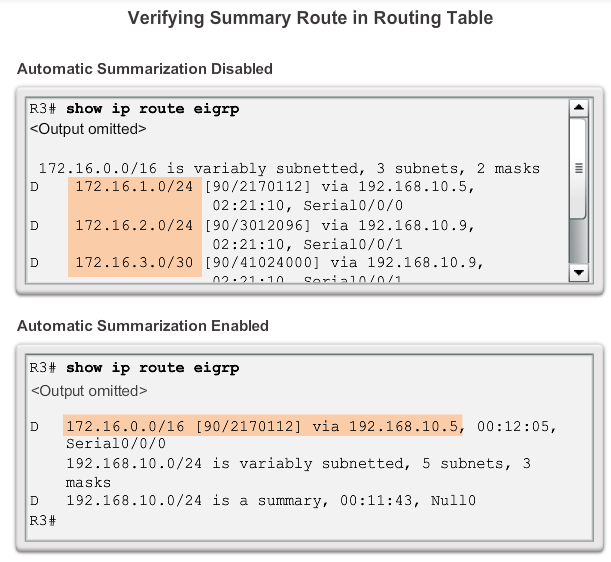 Verifying Summary Route in Routing Table
Automatic Summarization Disabled
R3# show ip route eigrp
<Output omitted>
172.16.0.0/16 is variably subnetted, 3 subnets, 2 masks
D 172.16.1.0/24 [90/2170112] via 192.168.10.5,
02:21:10, Serial0/0/0
D 172.16.2.0/24 [90/3012096] via 192.168.10.9,
02:21:10, Serial0/0/1
D 172.16.3.0/30 [90/41024000] via 192.168.10.9,
02:21:10, Serial0/0/1
Automatic Summarization Enabled
R3# show ip route eigrp
<Output omitted>
D 172.16.0.0/16 [90/2170112] via 192.168.10.5, 00:12:05,
Serial0/0/0
192.168.10.0/24 is variably subnetted, 5 subnets, 3
masks
D 192.168.10.0/24 is a summary, 00:11:43, Null0
R3#